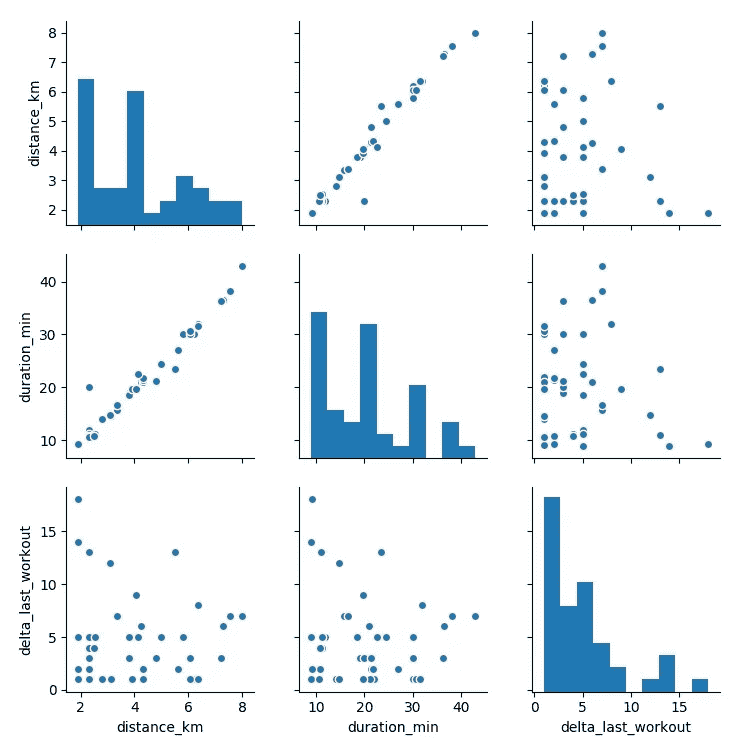 distance_km
8
7
6
5
4
3
2
duration_min
40
30
20
10
delta_last_workout
15
10
5
0
2 4 6 8
10 20 30 40
0 5 10 15
distance_km
duration_min
delta_last_workout